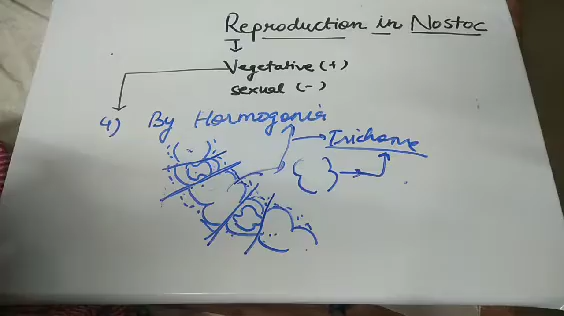 Reproduction in Nostoc
Vegetative (+)
sexual (-)
4) By Hormogonia
Trichome